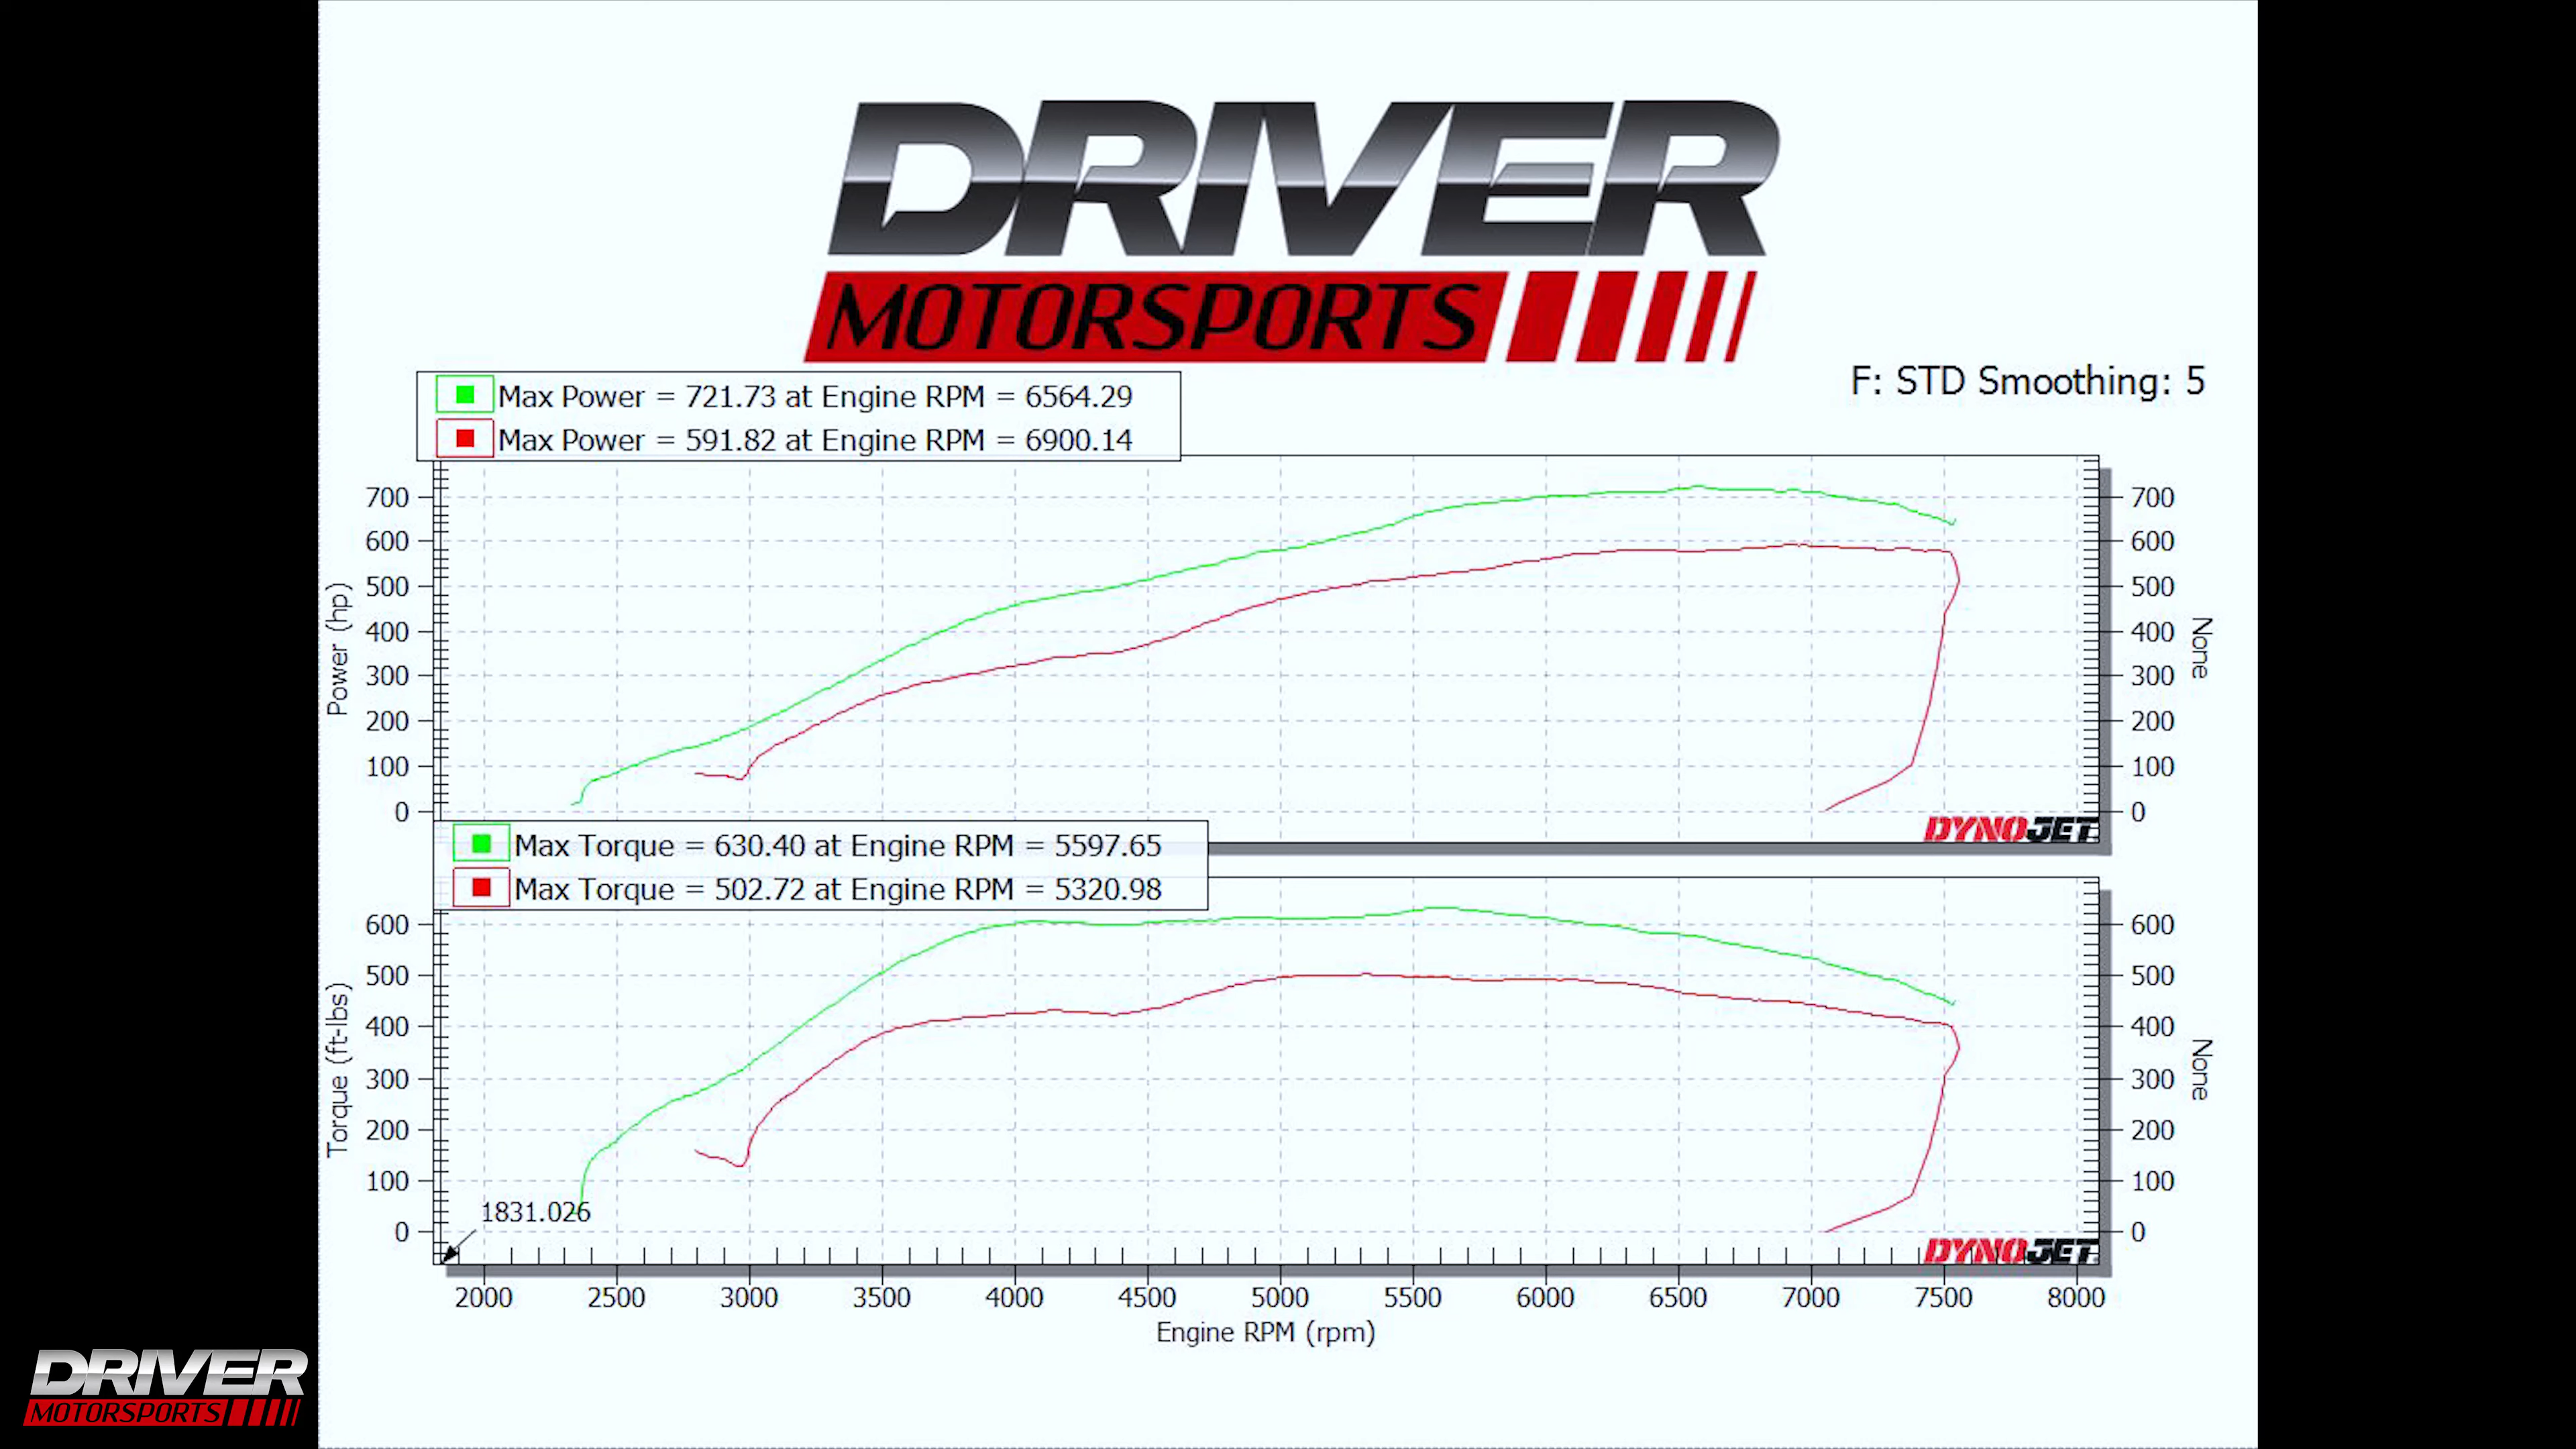 DRIVER
MOTORSPORTS
F: STD Smoothing: 5
Max Power = 721.73 at Engine RPM = 6564.29
Max Power = 591.82 at Engine RPM = 6900.14
Power (hp)
700
600
500
400
300
200
100
0
700
600
500
400
300
200
100
0
None
DYNOJET
Max Torque = 630.40 at Engine RPM = 5597.65
Max Torque = 502.72 at Engine RPM = 5320.98
Torque (ft-lbs)
600
500
400
300
200
100
0
600
500
400
300
200
100
0
None
1831.026
DYNOJET
2000 2500 3000 3500 4000 4500 5000 5500 6000 6500 7000 7500 8000
Engine RPM (rpm)
DRIVER
MOTORSPORTS